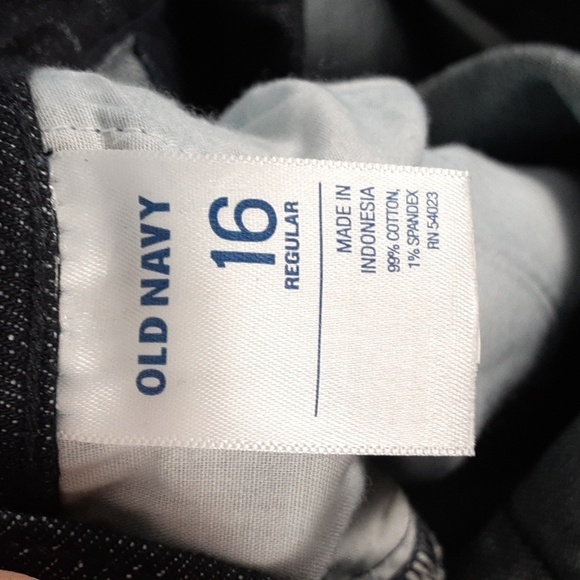 OLD NAVY
16
REGULAR
MADE IN
INDONESIA
99% COTTON,
1% SPANDEX
RN 54023